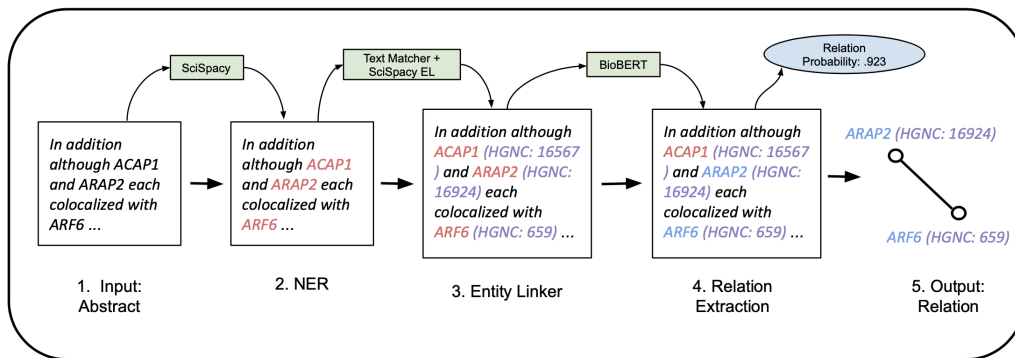 SciSpacy
Text Matcher +
SciSpacy EL
BioBERT
Relation
Probability: .923
In addition
although ACAP1
and ARAP2 each
colocalized with
ARF6 ...
In addition
although ACAP1
and ARAP2 each
colocalized with
ARF6 ...
In addition although
ACAP1 (HGNC: 16567
) and ARAP2 (HGNC:
16924) each
colocalized with
ARF6 (HGNC: 659) ...
In addition although
ACAP1 (HGNC: 16567
) and ARAP2 (HGNC:
16924) each
colocalized with
ARF6 (HGNC: 659) ...
ARAP2 (HGNC: 16924)
ARF6 (HGNC: 659)
1. Input:
Abstract
2. NER
3. Entity Linker
4. Relation
Extraction
5. Output:
Relation